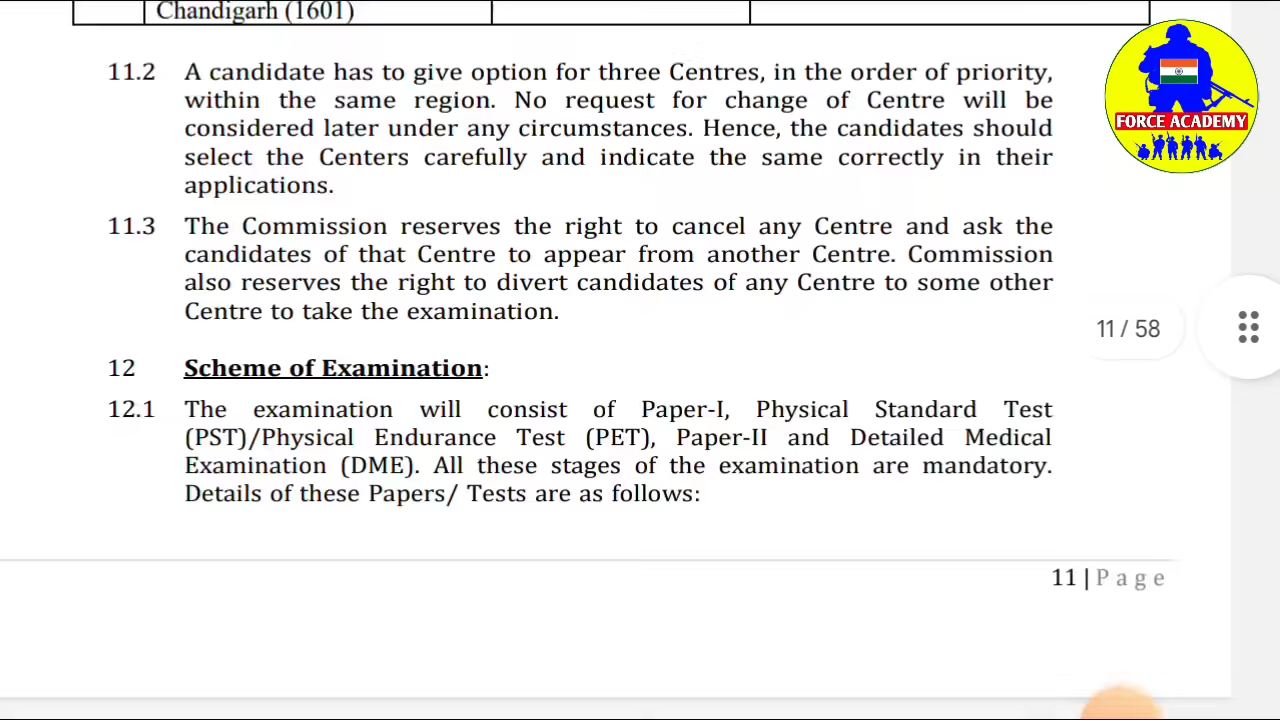 Chandigarh (1601)
11.2 A candidate has to give option for three Centres, in the order of priority,
within the same region. No request for change of Centre will be
considered later under any circumstances. Hence, the candidates should
select the Centers carefully and indicate the same correctly in their
applications.
11.3 The Commission reserves the right to cancel any Centre and ask the
candidates of that Centre to appear from another Centre. Commission
also reserves the right to divert candidates of any Centre to some other
Centre to take the examination.
12 Scheme of Examination:
12.1 The examination will consist of Paper-I, Physical Standard Test
(PST)/Physical Endurance Test (PET), Paper-II and Detailed Medical
Examination (DME). All these stages of the examination are mandatory.
Details of these Papers/ Tests are as follows:
11 | P a g e
FORCE ACADEMY
11 / 58